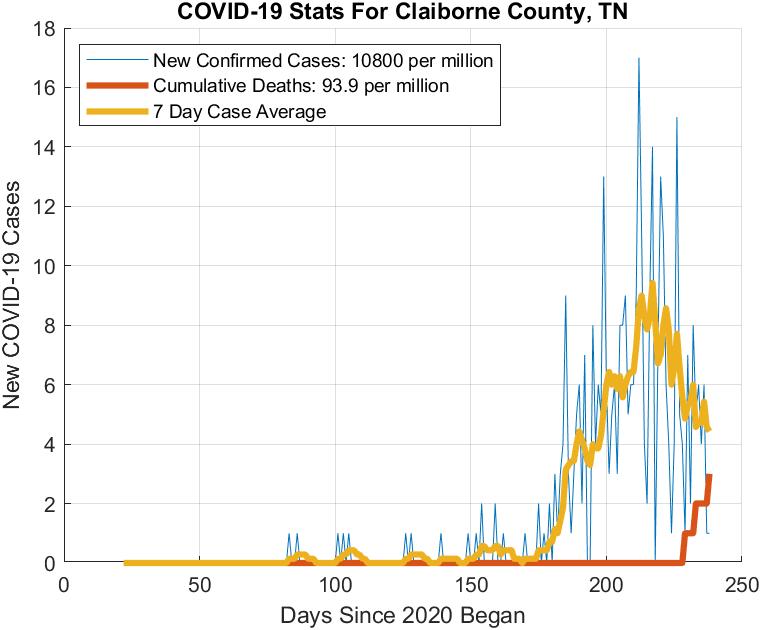 COVID-19 Stats For Claiborne County, TN
New Confirmed Cases: 10800 per million
Cumulative Deaths: 93.9 per million
7 Day Case Average
New COVID-19 Cases
18
16
14
12
10
8
6
4
2
0
0 50 100 150 200 250
Days Since 2020 Began